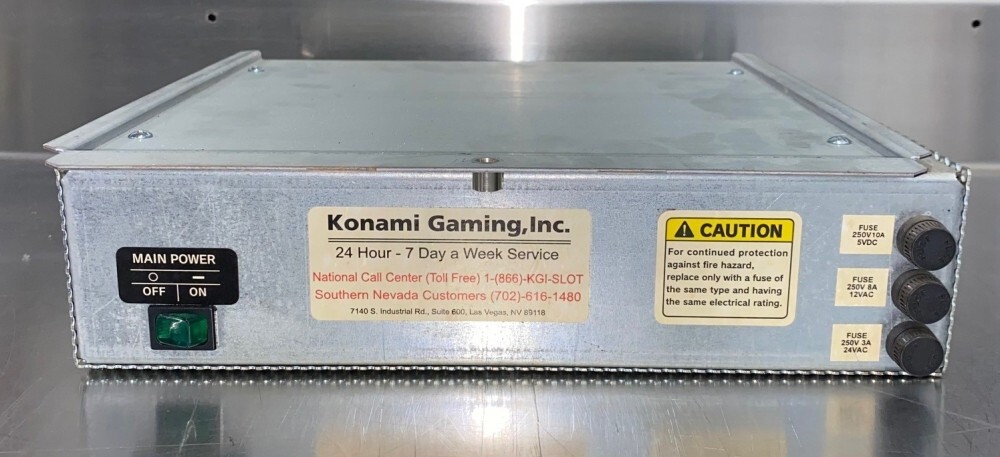 MAIN POWER
OFF ON
Konami Gaming,Inc.
24 Hour - 7 Day a Week Service
National Call Center (Toll Free) 1-(866)-KGI-SLOT
Southern Nevada Customers (702)-616-1480
7140 S. Industrial Rd., Suite 600, Las Vegas, NV 89118
CAUTION
For continued protection
against fire hazard,
replace only with a fuse of
the same type and having
the same electrical rating.
FUSE
250V10A
5VDC
FUSE
250V 8A
12VAC
FUSE
250V 3A
24VAC